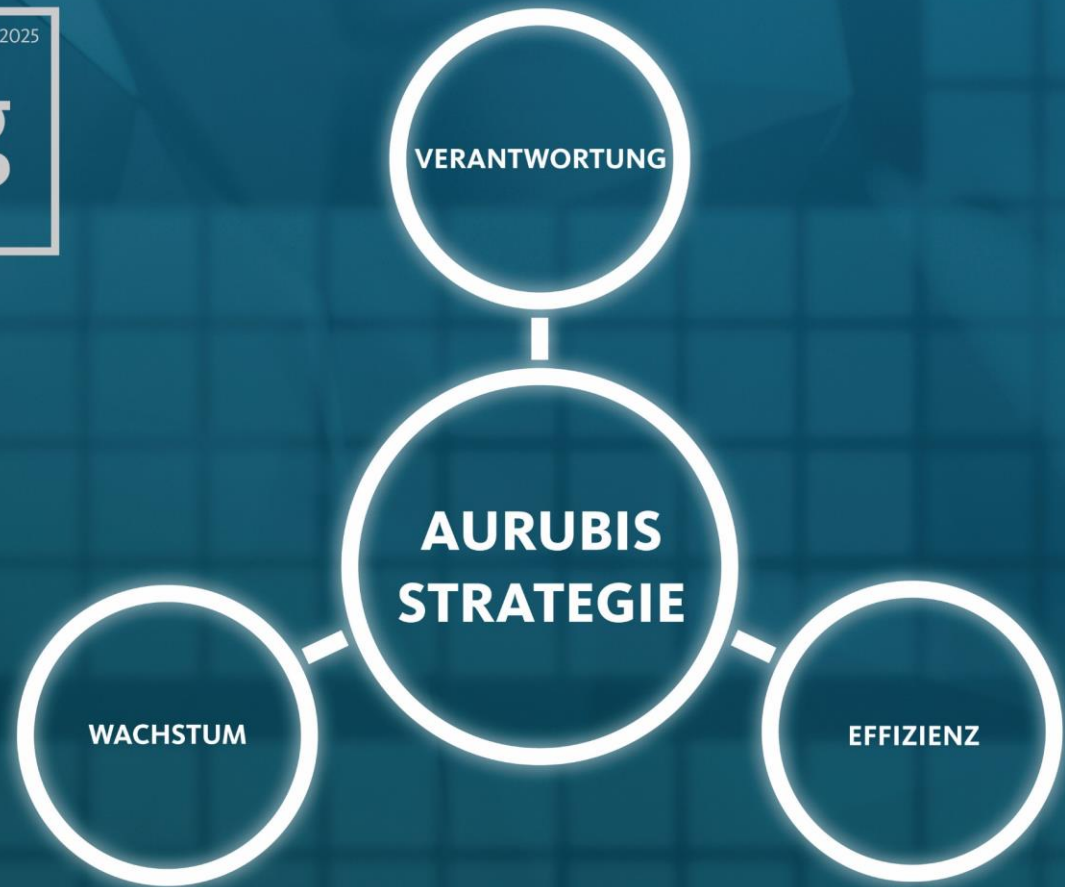 2025
g
VERANTWORTUNG
AURUBIS
STRATEGIE
WACHSTUM
EFFIZIENZ